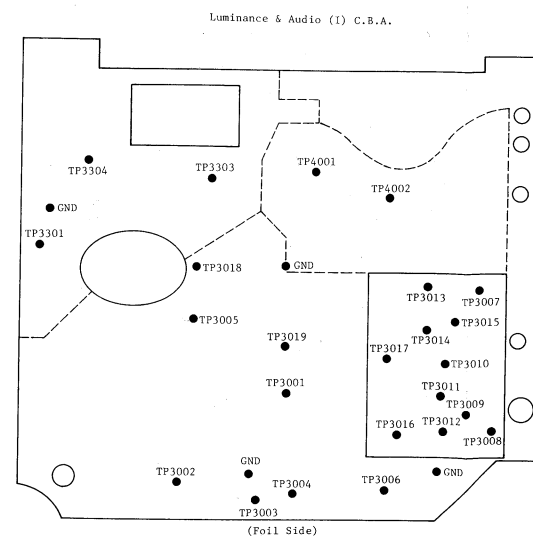 Luminance & Audio (I) C.B.A.
TP3304
TP3303
TP4001
TP4002
GND
TP3301
TP3018
GND
TP3013
TP3007
TP3005
TP3015
TP3014
TP3019
TP3017
TP3010
TP3001
TP3011
TP3009
TP3016
TP3012
TP3008
TP3002
GND
TP3004
TP3006
GND
TP3003
(Foil Side)